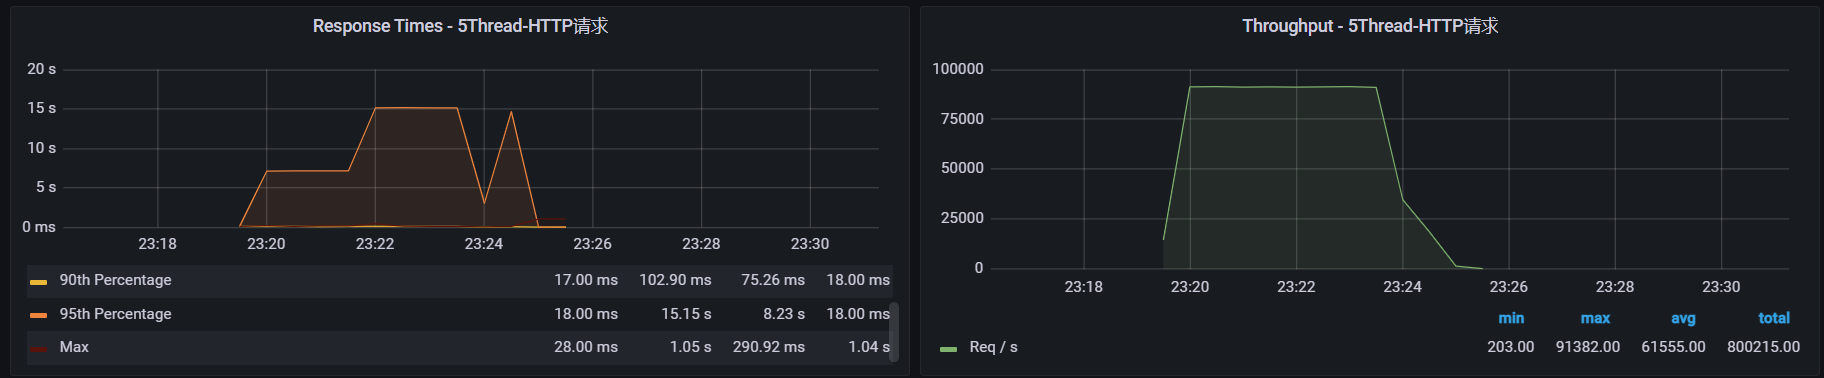 Response Times - 5Thread-HTTP请求
20 s
15 s
10 s
5 s
0 ms
23:18 23:20 23:22 23:24 23:26 23:28 23:30
90th Percentage 17.00 ms 102.90 ms 75.26 ms 18.00 ms
95th Percentage 18.00 ms 15.15 s 8.23 s 18.00 ms
Max 28.00 ms 1.05 s 290.92 ms 1.04 s
Throughput - 5Thread-HTTP请求
100000
75000
50000
25000
0
23:18 23:20 23:22 23:24 23:26 23:28 23:30
min max avg total
Req / s 203.00 91382.00 61555.00 800215.00